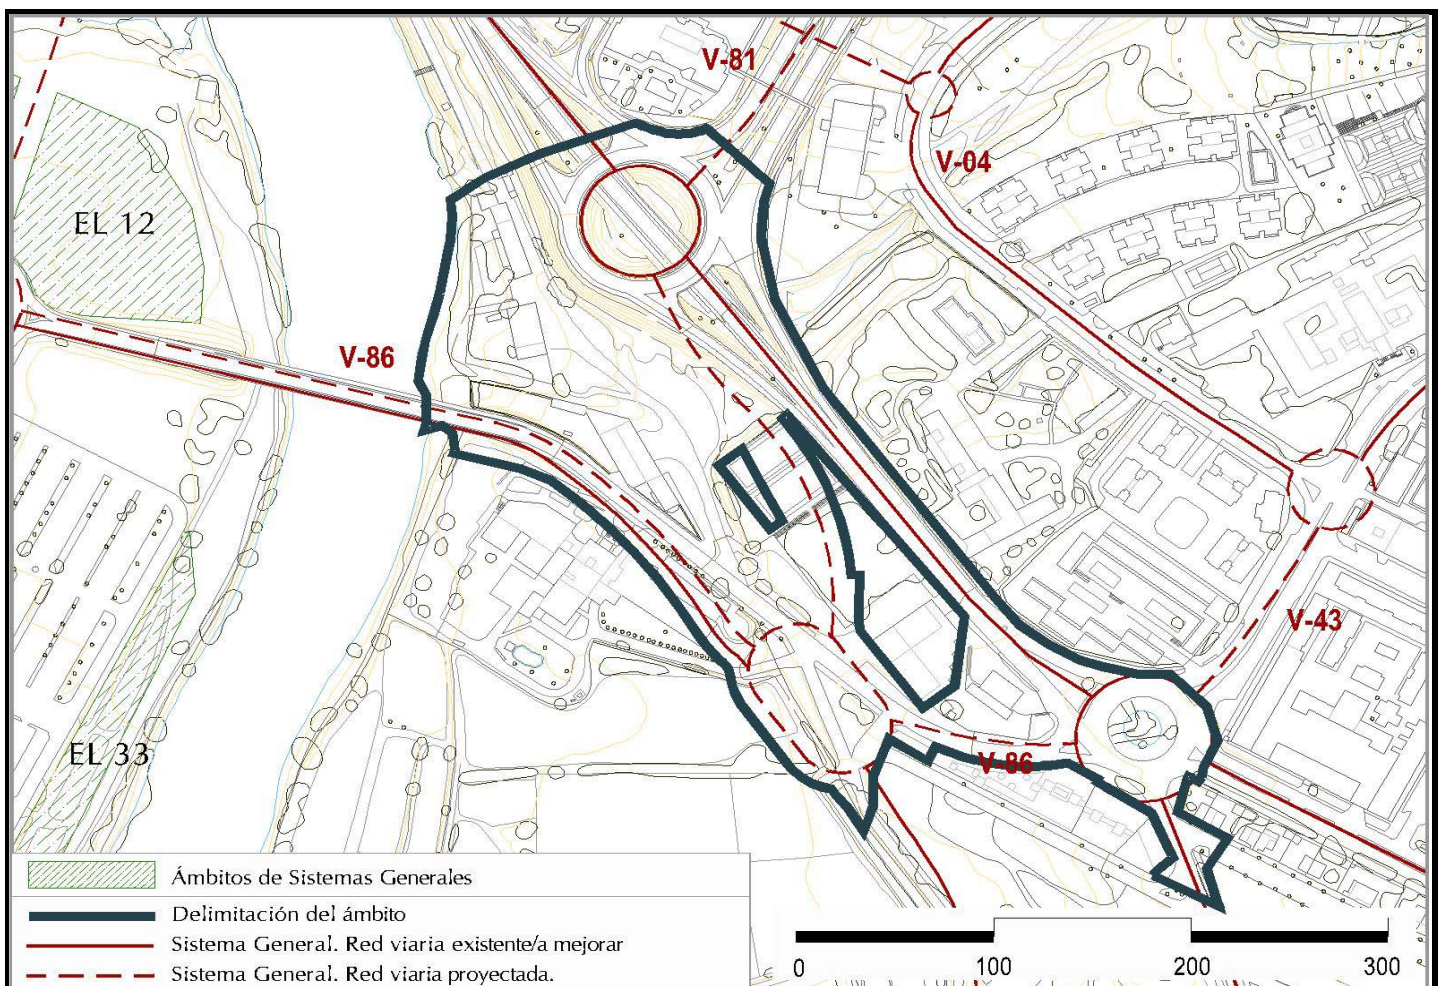 V-81
V-04
EL 12
V-86
V-43
EL 33
V-86
Ámbitos de Sistemas Generales
Delimitación del ámbito
Sistema General. Red viaria existente/a mejorar
Sistema General. Red viaria proyectada.
0 100 200 300